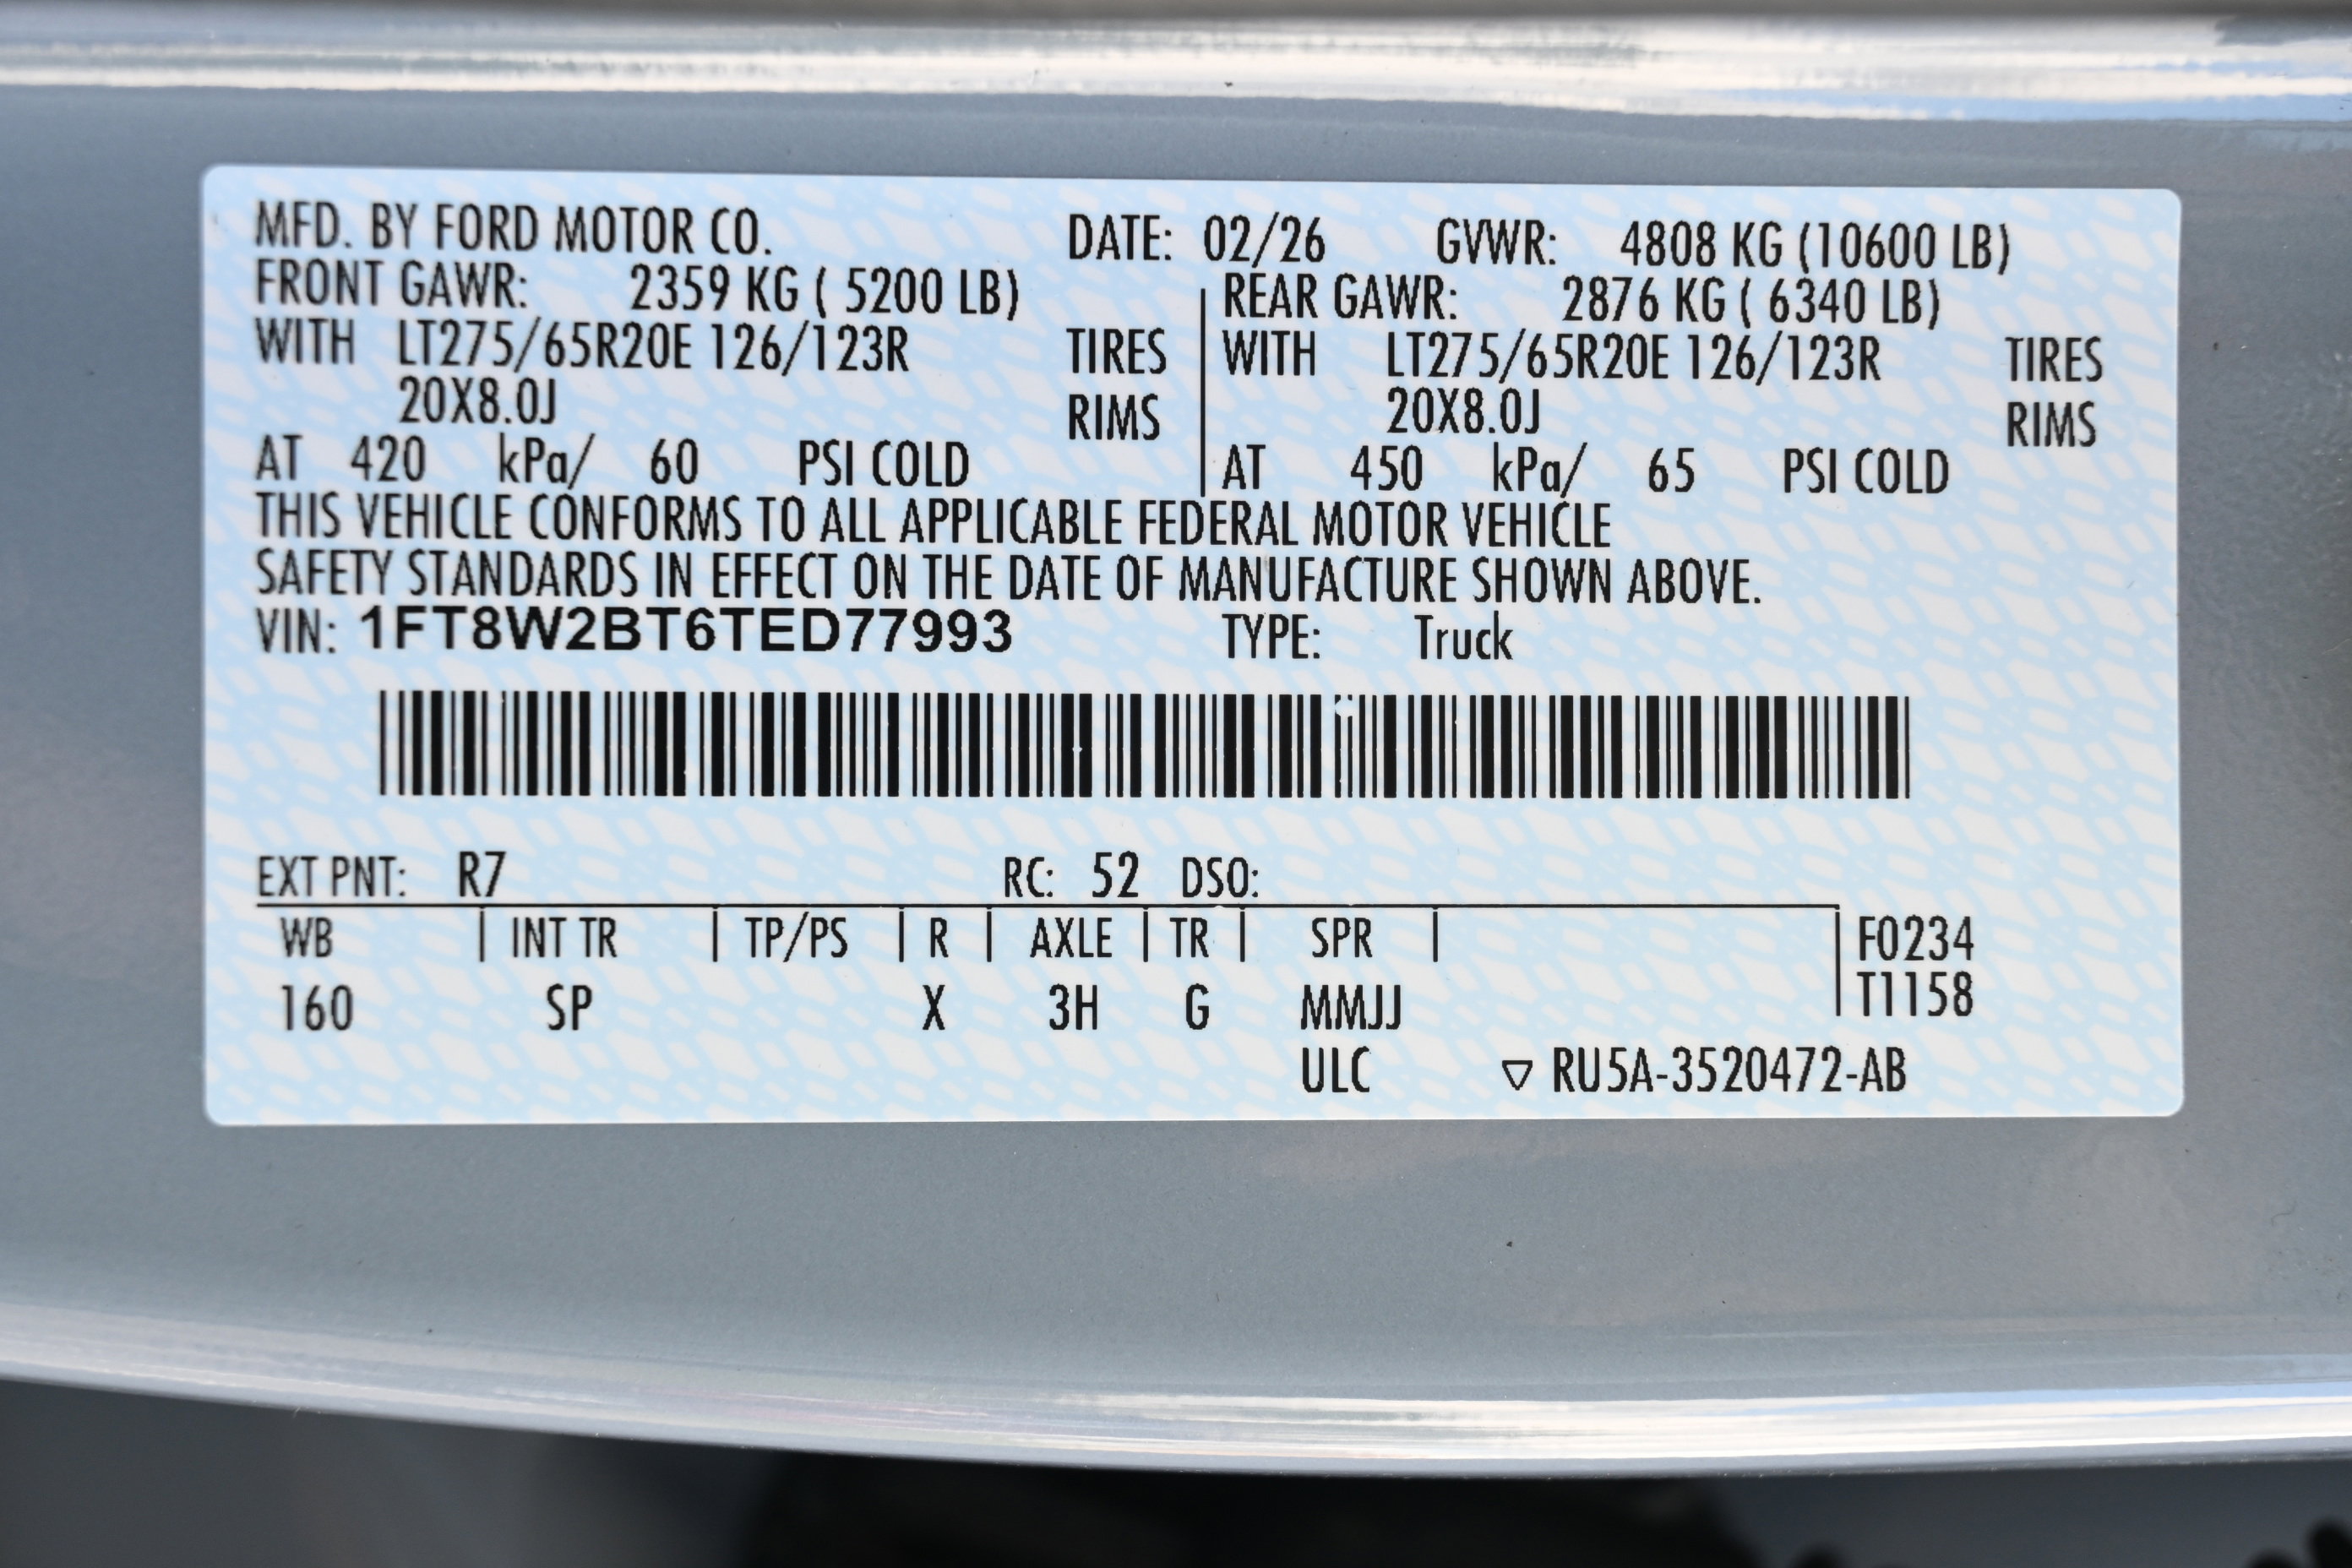 MFD. BY FORD MOTOR CO. DATE: 02/26 GVWR: 4808 KG (10600 LB)
FRONT GAWR: 2359 KG ( 5200 LB) REAR GAWR: 2876 KG ( 6340 LB)
WITH LT275/65R20E 126/123R TIRES WITH LT275/65R20E 126/123R TIRES
20X8.0J RIMS 20X8.0J RIMS
AT 420 kPa/ 60 PSI COLD AT 450 kPa/ 65 PSI COLD
THIS VEHICLE CONFORMS TO ALL APPLICABLE FEDERAL MOTOR VEHICLE
SAFETY STANDARDS IN EFFECT ON THE DATE OF MANUFACTURE SHOWN ABOVE.
VIN: 1FT8W2BT6TED77993 TYPE: Truck
EXT PNT: R7 RC: 52 DSO:
WB INT TR TP/PS R AXLE TR SPR F0234
160 SP X 3H G MMJJ T1158
ULC ▽ RU5A-3520472-AB